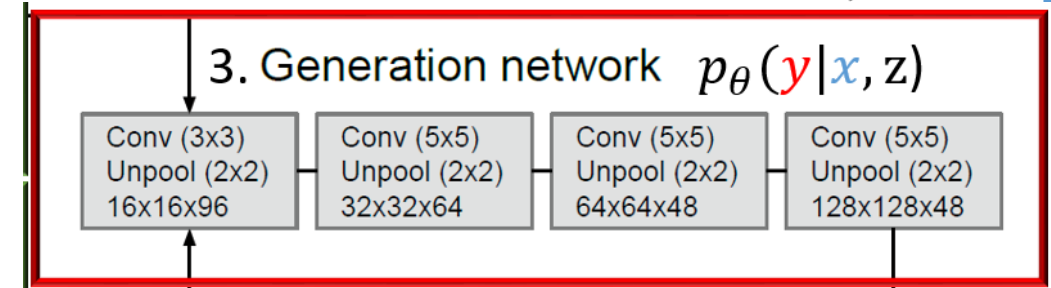 3. Generation network pθ(y|x, z)
Conv (3x3)
Unpool (2x2)
16x16x96
Conv (5x5)
Unpool (2x2)
32x32x64
Conv (5x5)
Unpool (2x2)
64x64x48
Conv (5x5)
Unpool (2x2)
128x128x48